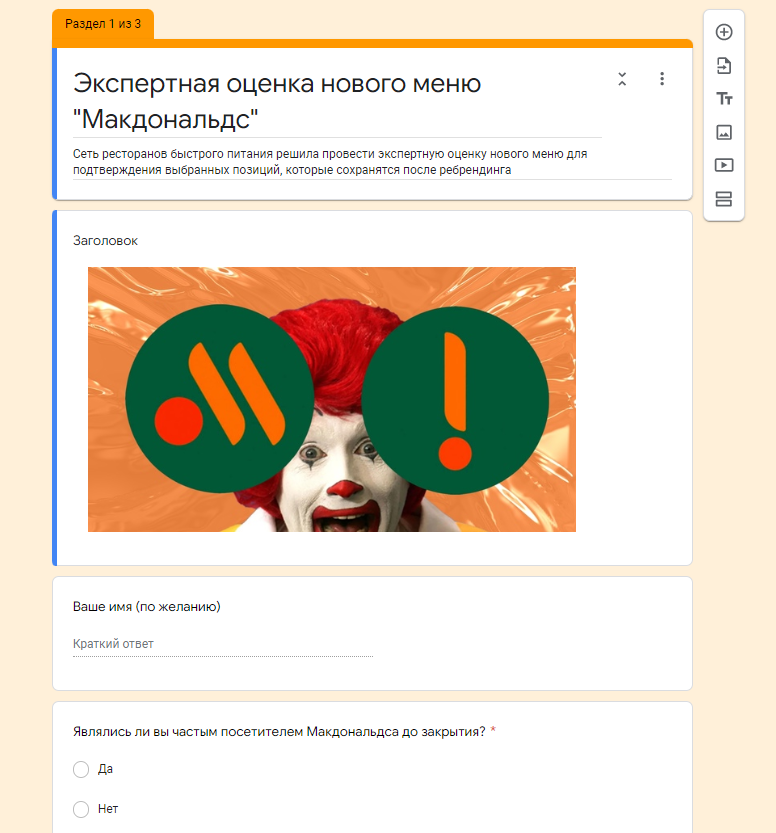 Раздел 1 из 3
Экспертная оценка нового меню
"Макдональдс"
Сеть ресторанов быстрого питания решила провести экспертную оценку нового меню для
подтверждения выбранных позиций, которые сохранятся после ребрендинга
Заголовок
Ваше имя (по желанию)
Краткий ответ
Являлись ли вы частым посетителем Макдональдса до закрытия? *
Да
Нет